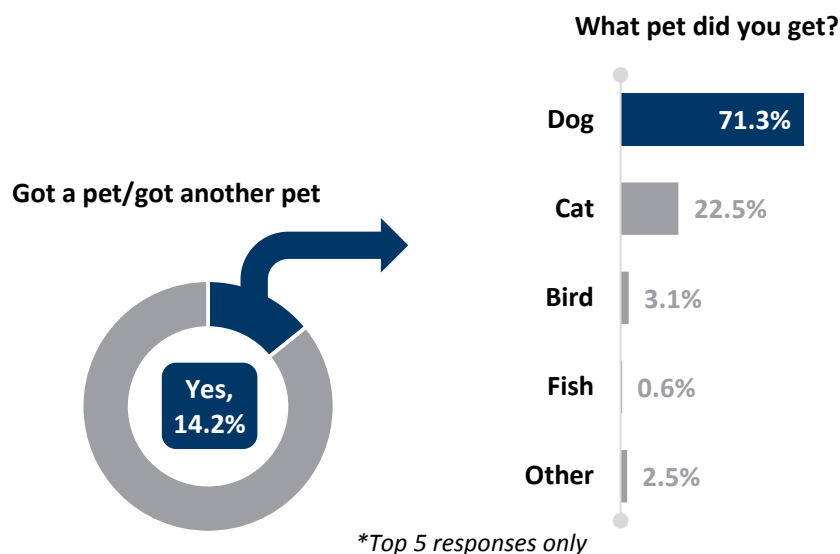 What pet did you get?
Dog
71.3%
Got a pet/got another pet
Cat
22.5%
Bird
3.1%
Yes,
14.2%
Fish
0.6%
Other
2.5%
*Top 5 responses only